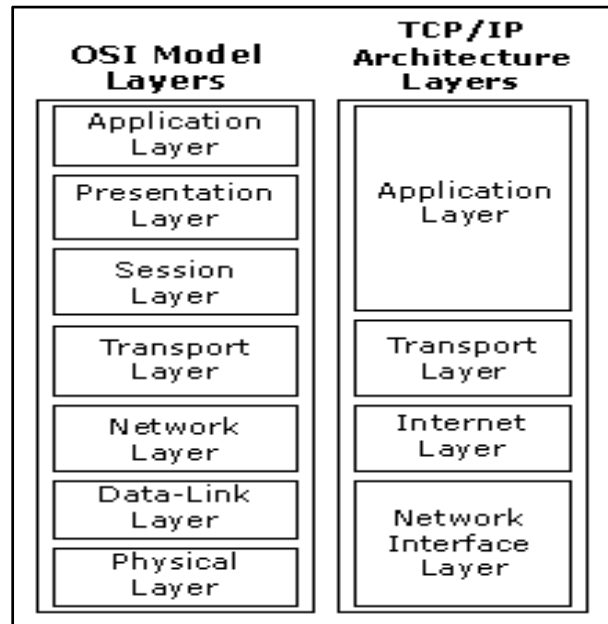 OSI Model
Layers
Application
Layer
Presentation
Layer
Session
Layer
Transport
Layer
Network
Layer
Data-Link
Layer
Physical
Layer
TCP/IP
Architecture
Layers
Application
Layer
Transport
Layer
Internet
Layer
Network
Interface
Layer